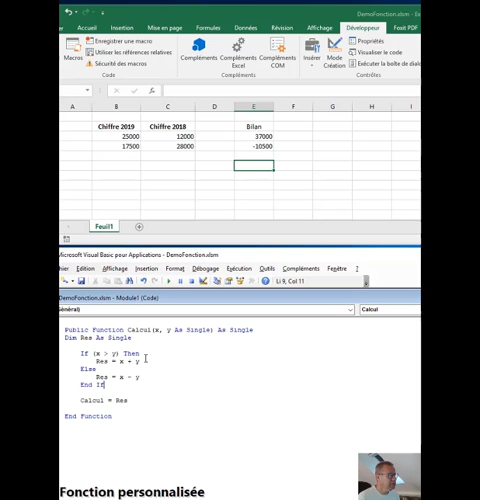 DemoFonction.xlsm - Ex
Accueil Insertion Mise en page Formules Données Révision Affichage Développeur Foxit PDF
Enregistrer une macro
Utiliser les références relatives
Sécurité des macros
Macros
Code
Compléments Compléments Excel Compléments COM
Compléments
Insérer Mode Création
Propriétés
Visualiser le code
Exécuter la boîte de dialo
Contrôles
fx
A B C D E F G H I
Chiffre 2019 Chiffre 2018 Bilan
25000 12000 37000
17500 28000 -10500
Feuil1
Microsoft Visual Basic pour Applications - DemoFonction.xlsm
hier Edition Affichage Insertion Format Débogage Exécution Outils Compléments Fenêtre ?
Li 9, Col 11
DemoFonction.xlsm - Module1 (Code)
Général) Calcul
Public Function Calcul(x, y As Single) As Single
Dim Res As Single
If (x > y) Then
Res = x + y
Else
Res = x - y
End If
Calcul = Res
End Function
Fonction personnalisée